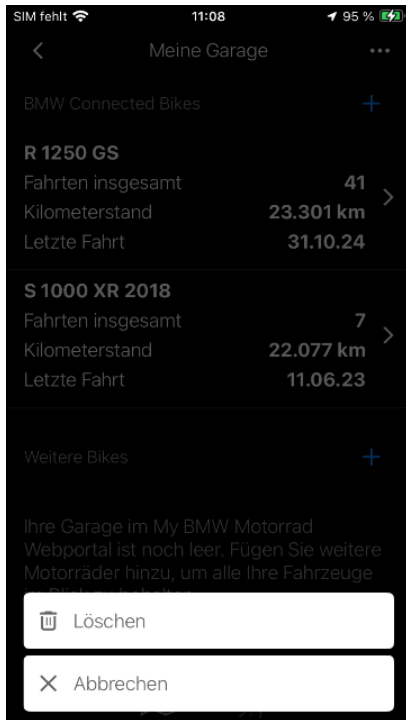 SIM fehlt 11:08 95 %
Meine Garage
BMW Connected Bikes
R 1250 GS
Fahrten insgesamt 41
Kilometerstand 23.301 km
Letzte Fahrt 31.10.24
S 1000 XR 2018
Fahrten insgesamt 7
Kilometerstand 22.077 km
Letzte Fahrt 11.06.23
Weitere Bikes
Ihre Garage im My BMW Motorrad
Webportal ist noch leer. Fügen Sie weitere
Motorräder hinzu, um alle Ihre Fahrzeuge
Löschen
Abbrechen